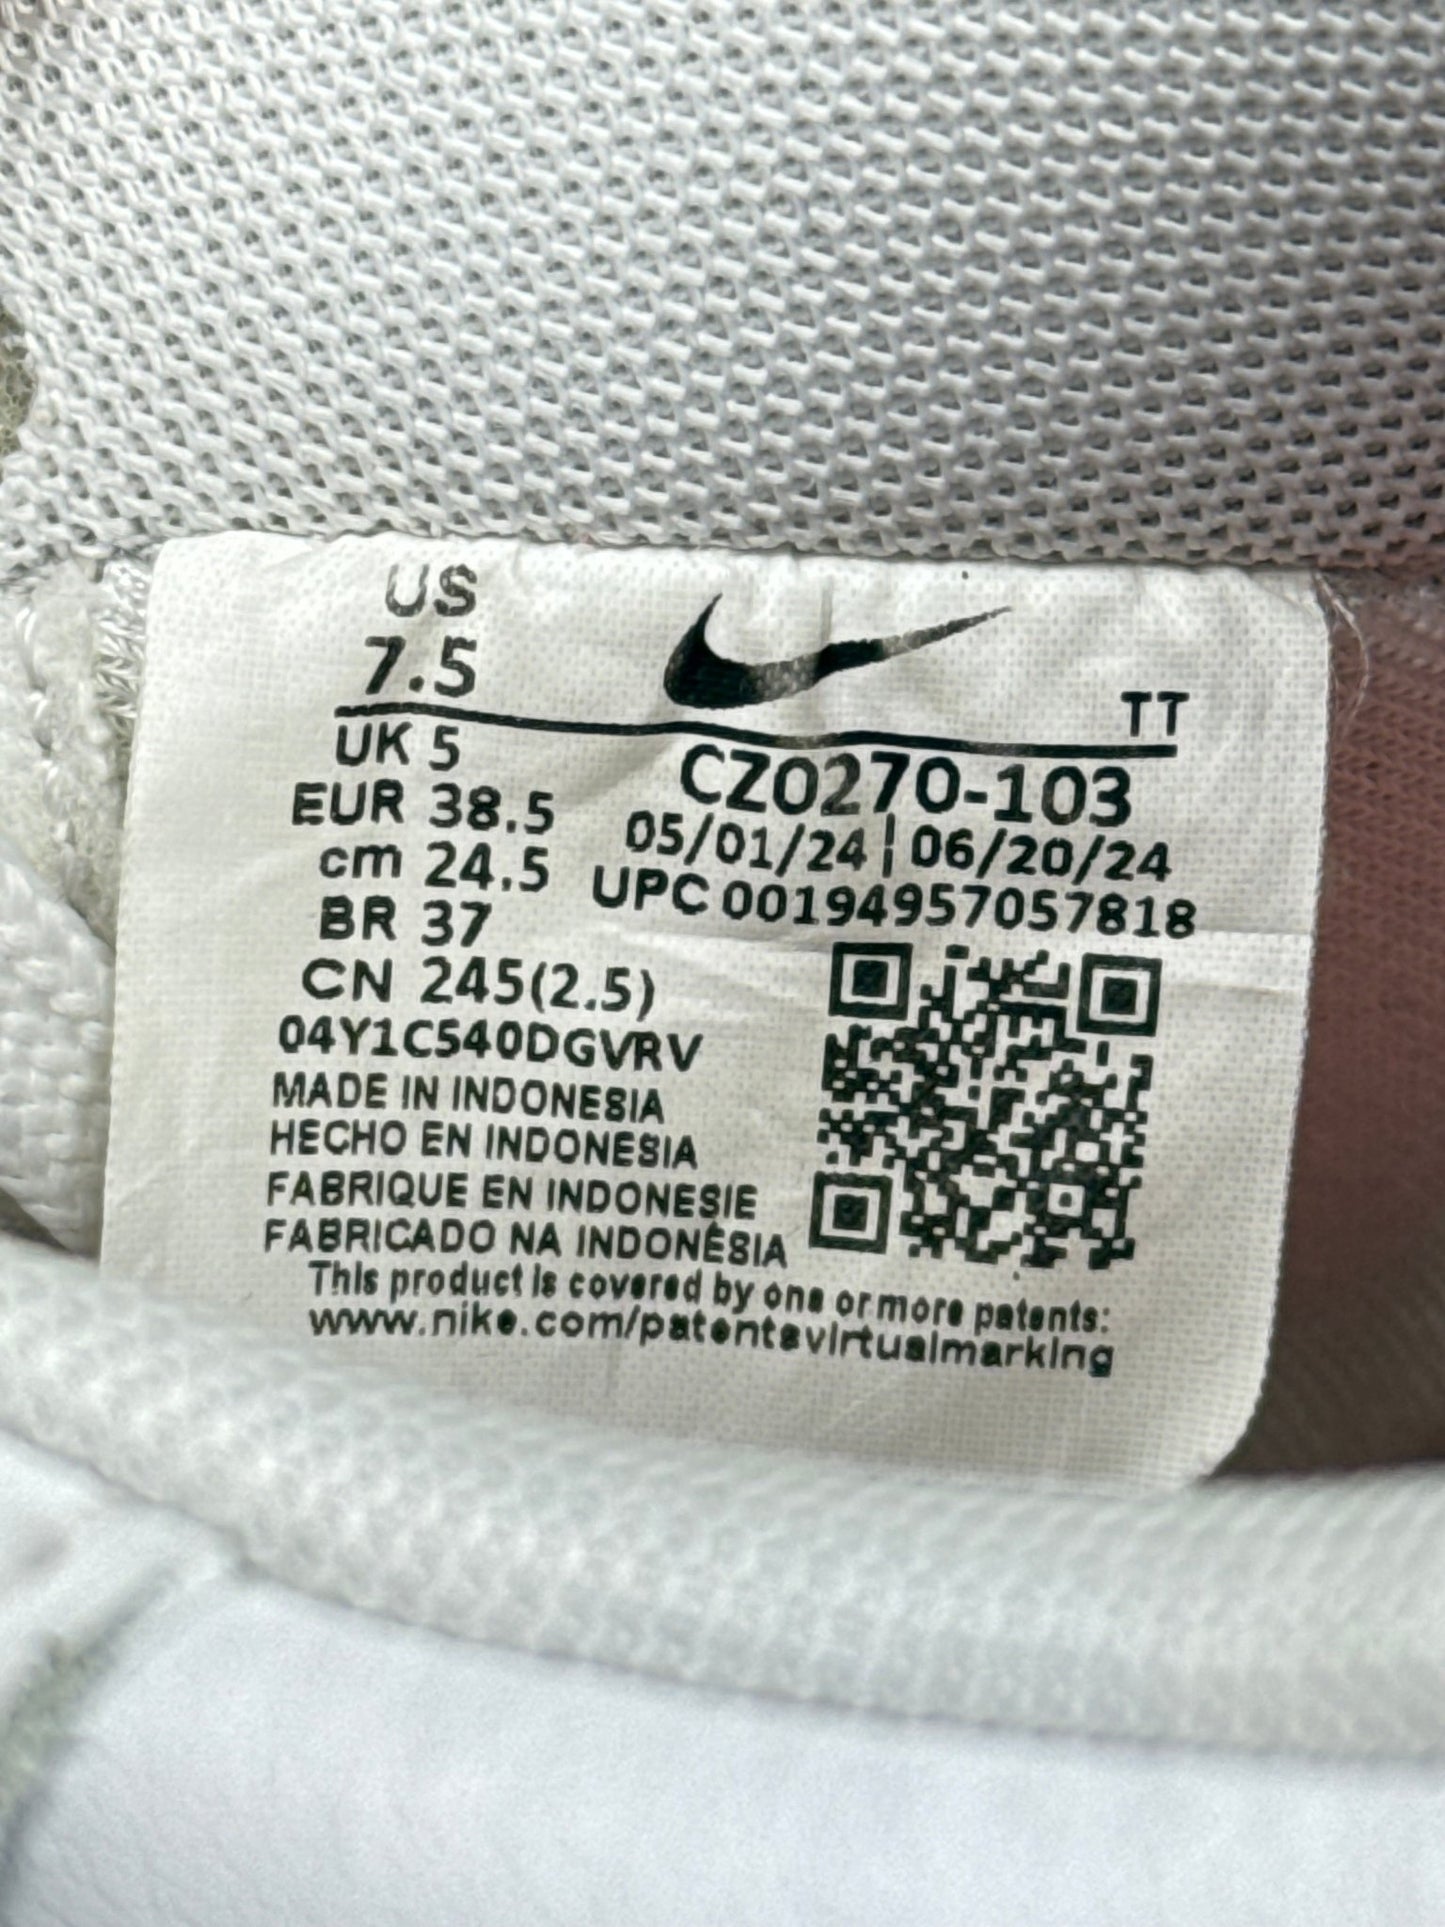 US
7.5
TT
UK 5
CZ0270-103
EUR 38.5
05/01/24 | 06/20/24
cm 24.5
UPC 00194957057818
BR 37
CN 245(2.5)
04Y1C540DGVRV
MADE IN INDONESIA
HECHO EN INDONESIA
FABRIQUE EN INDONESIE
FABRICADO NA INDONÉSIA
This product is covered by one or more patents:
www.nike.com/patentsvirtualmarking